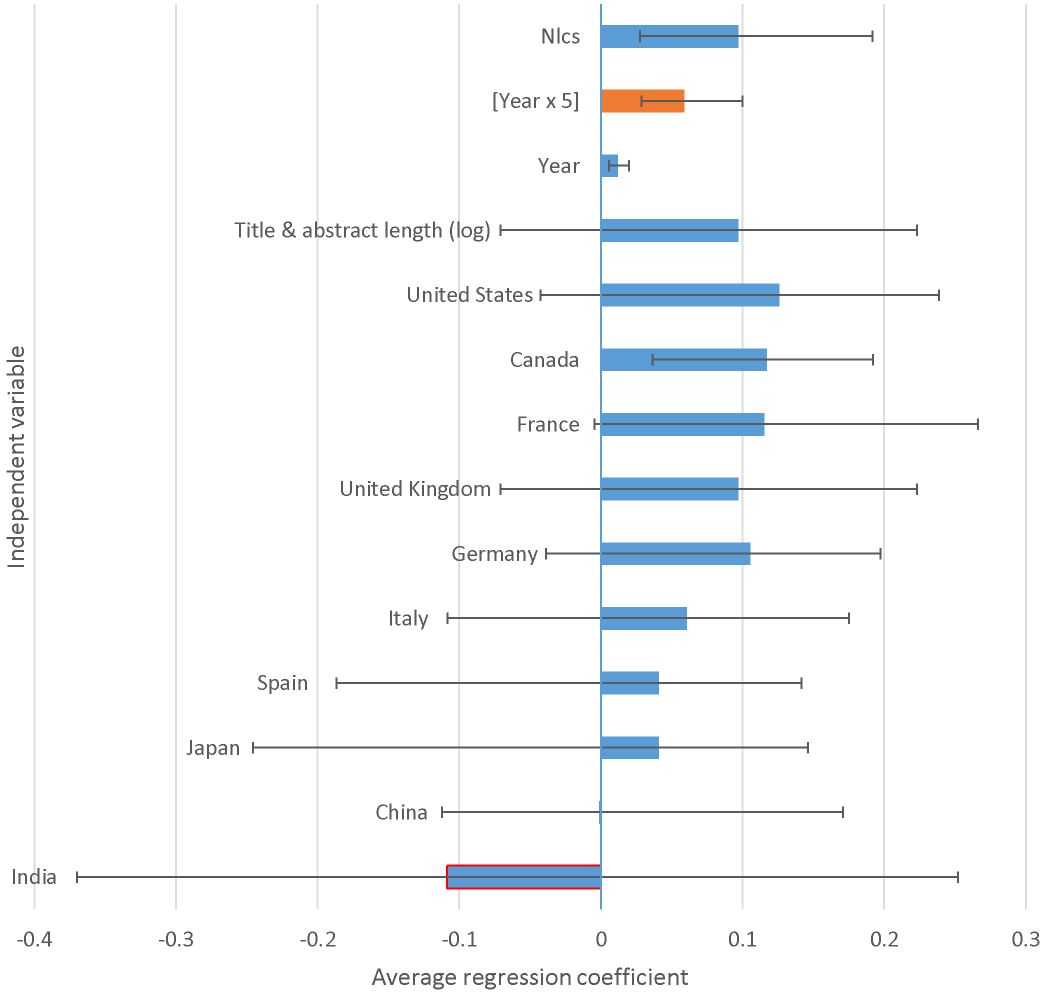 Nlcs
[Year x 5]
Year
Title & abstract length (log)
United States
Canada
France
United Kingdom
Germany
Italy
Spain
Japan
China
India
Independent variable
-0.4 -0.3 -0.2 -0.1 0 0.1 0.2 0.3
Average regression coefficient